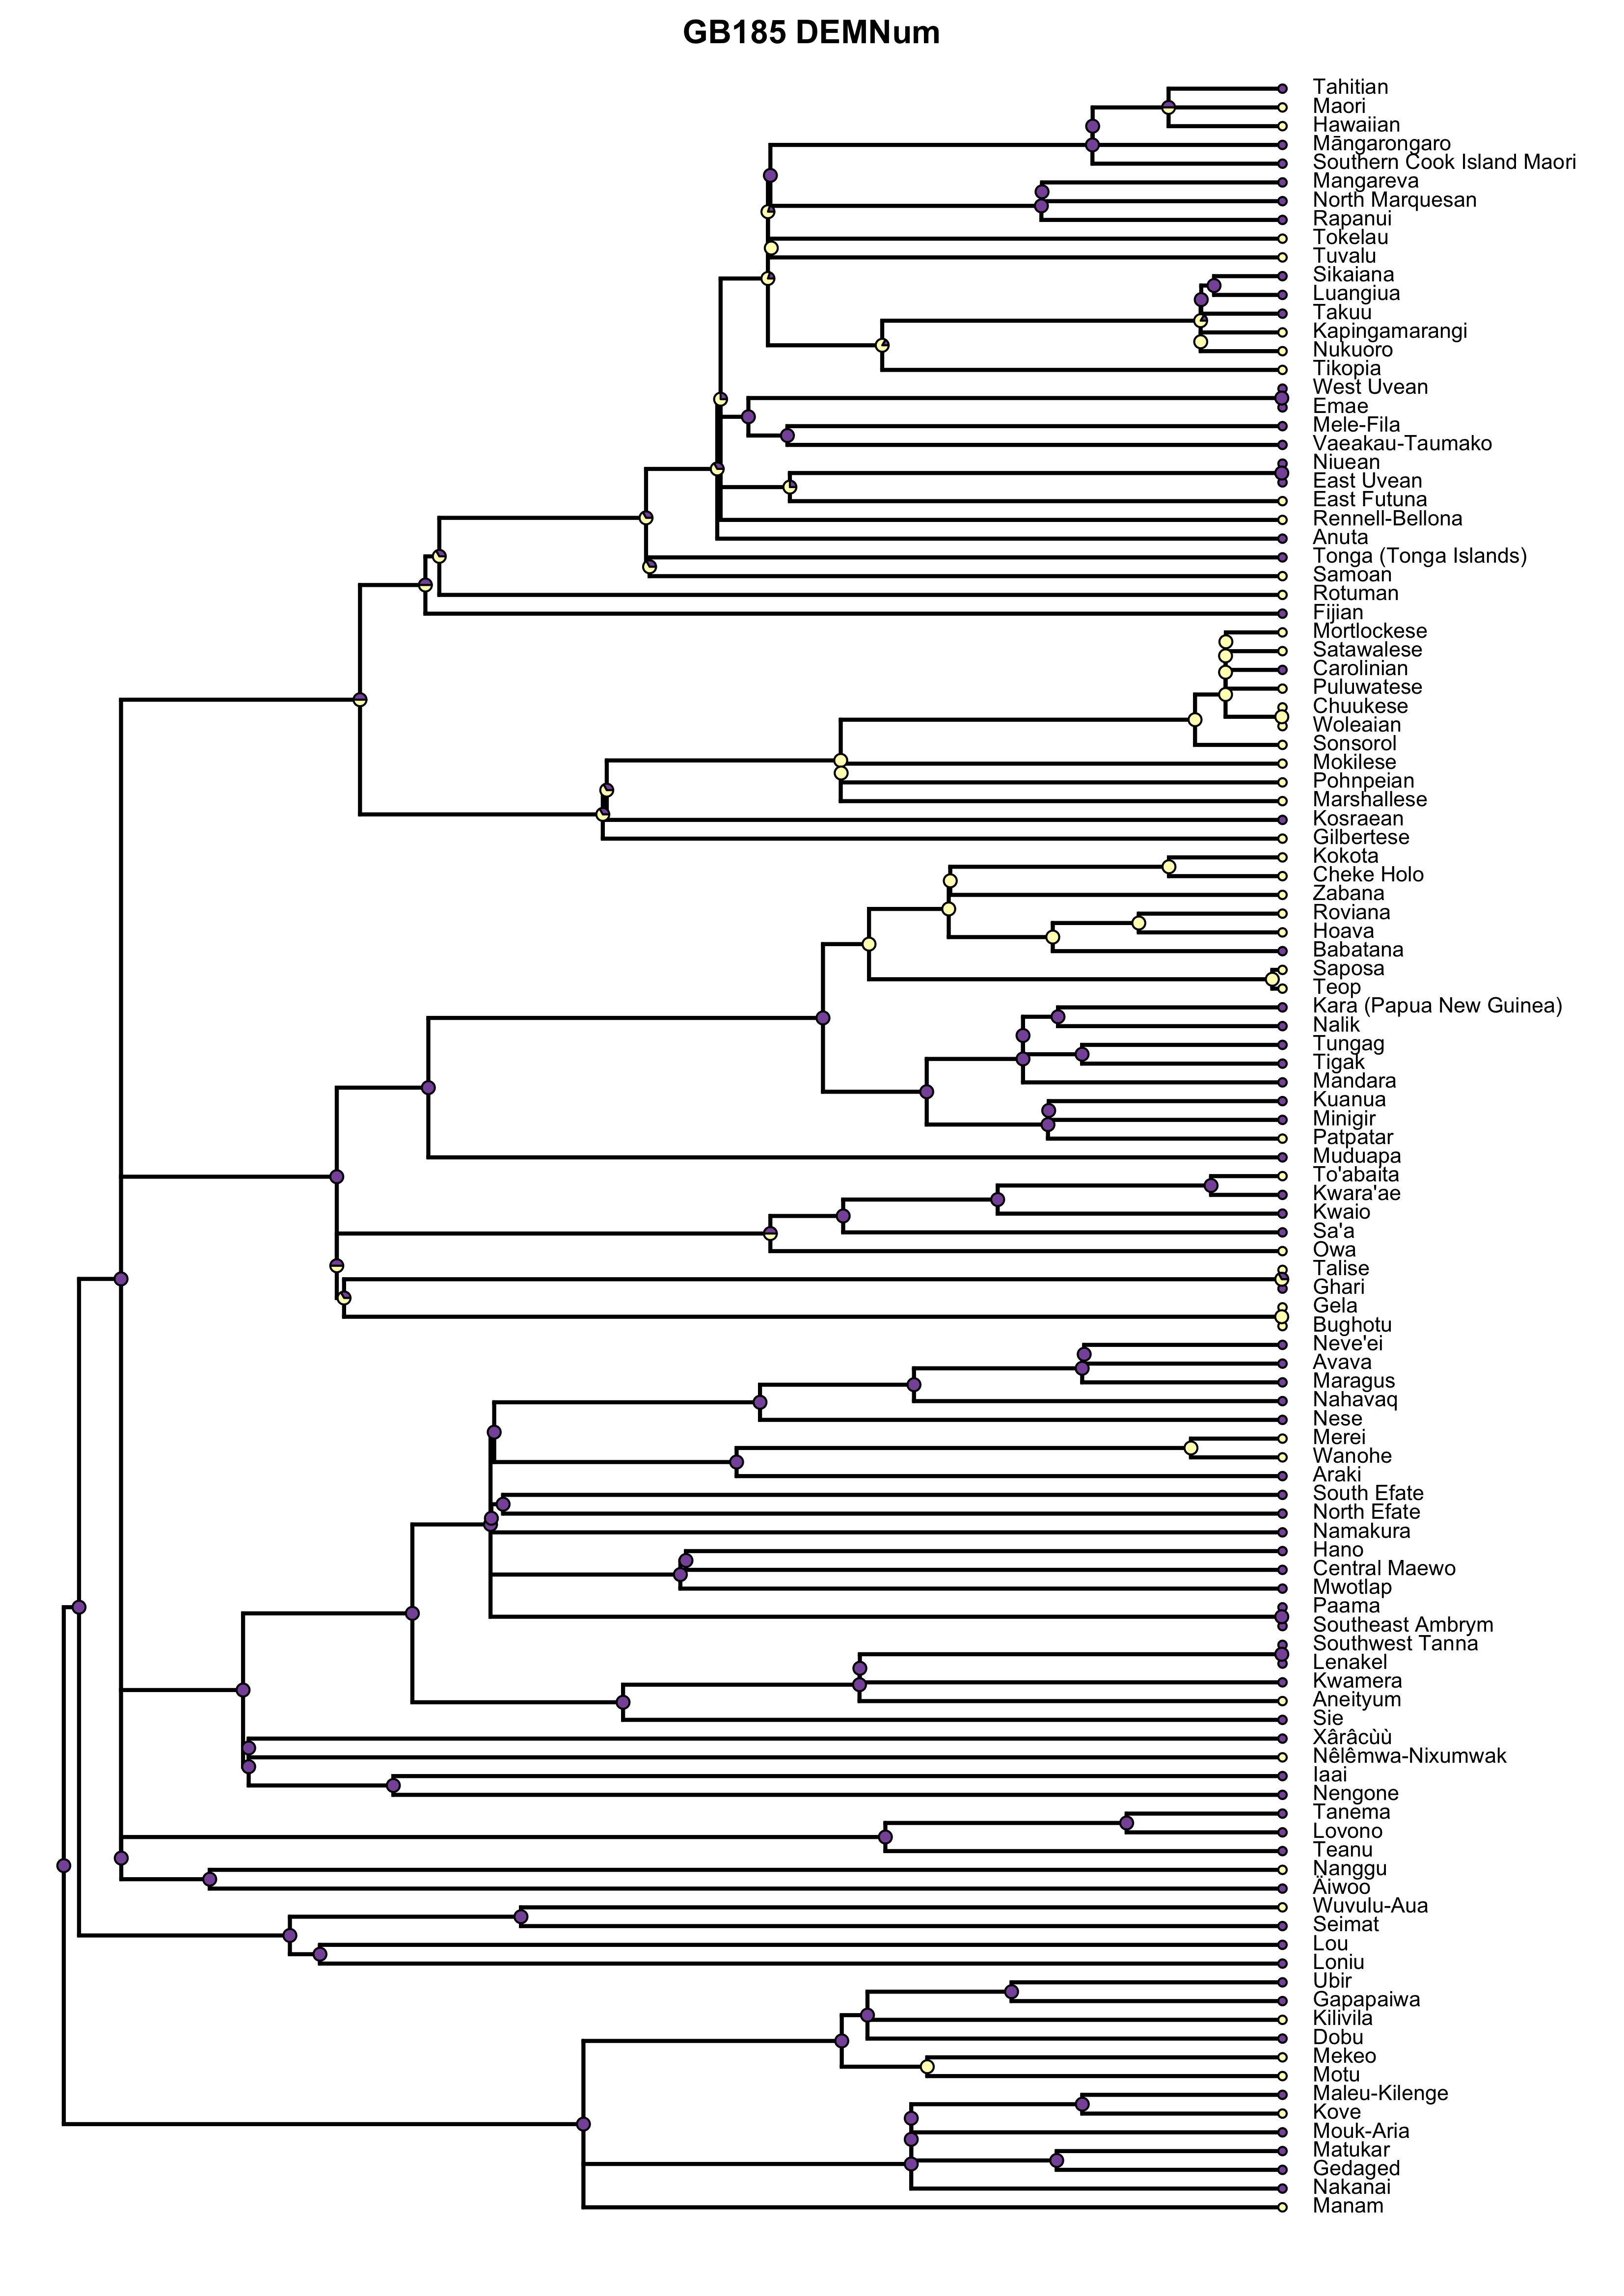 GB185 DEMNum
Tahitian
Maori
Hawaiian
Māngarongaro
Southern Cook Island Maori
Mangareva
North Marquesan
Rapanui
Tokelau
Tuvalu
Sikaiana
Luangiua
Takuu
Kapingamarangi
Nukuoro
Tikopia
West Uvean
Emae
Mele-Fila
Vaeakau-Taumako
Niuean
East Uvean
East Futuna
Rennell-Bellona
Anuta
Tonga (Tonga Islands)
Samoan
Rotuman
Fijian
Mortlockese
Satawalese
Carolinian
Puluwatese
Chuukese
Woleaian
Sonsorol
Mokilese
Pohnpeian
Marshallese
Kosraean
Gilbertese
Kokota
Cheke Holo
Zabana
Roviana
Hoava
Babatana
Saposa
Teop
Kara (Papua New Guinea)
Nalik
Tungag
Tigak
Mandara
Kuanua
Minigir
Patpatar
Muduapa
To'abaita
Kwara'ae
Kwaio
Sa'a
Owa
Talise
Ghari
Gela
Bughotu
Neve'ei
Avava
Maragus
Nahavaq
Nese
Merei
Wanohe
Araki
South Efate
North Efate
Namakura
Hano
Central Maewo
Mwotlap
Paama
Southeast Ambrym
Southwest Tanna
Lenakel
Kwamera
Aneityum
Sie
Xârâcùù
Nêlêmwa-Nixumwak
Iaai
Nengone
Tanema
Lovono
Teanu
Nanggu
Äiwoo
Wuvulu-Aua
Seimat
Lou
Loniu
Ubir
Gapapaiwa
Kilivila
Dobu
Mekeo
Motu
Maleu-Kilenge
Kove
Mouk-Aria
Matukar
Gedaged
Nakanai
Manam